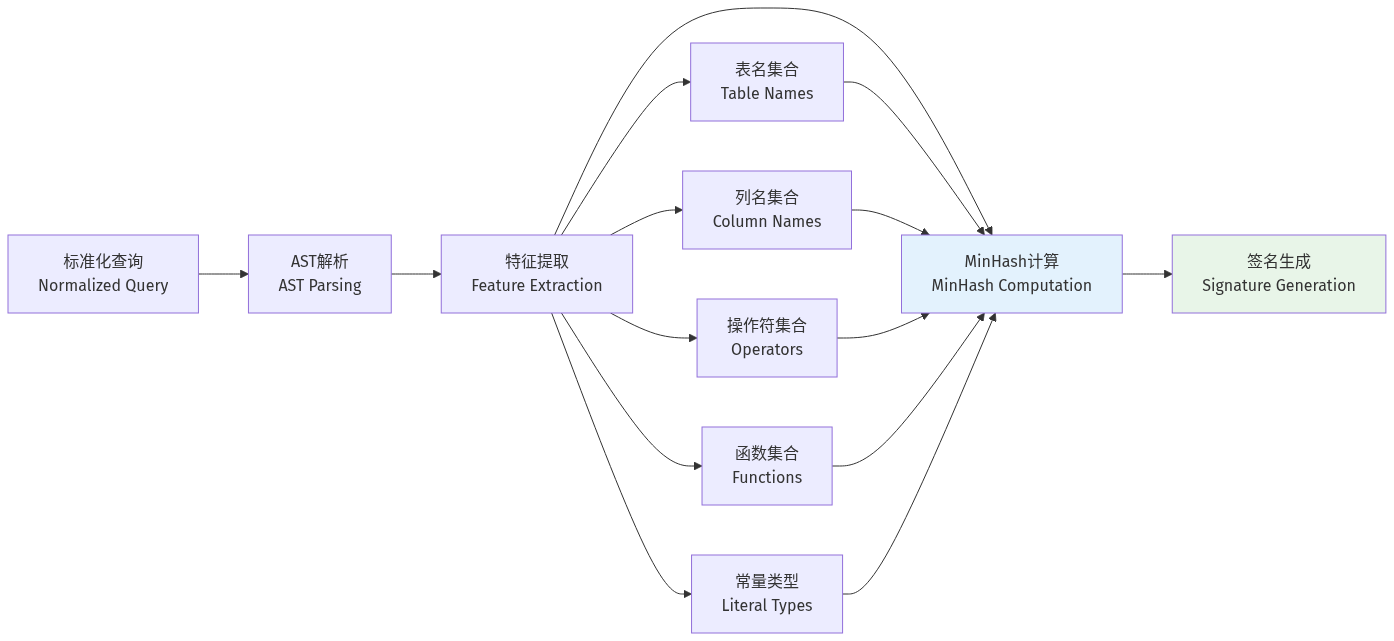 标准化查询
Normalized Query
AST解析
AST Parsing
特征提取
Feature Extraction
表名集合
Table Names
列名集合
Column Names
操作符集合
Operators
函数集合
Functions
常量类型
Literal Types
MinHash计算
MinHash Computation
签名生成
Signature Generation